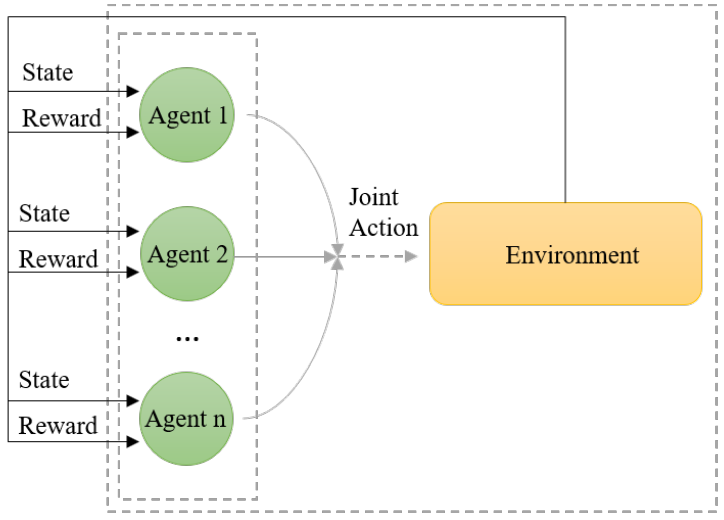 State
Reward
Agent 1
State
Reward
Agent 2
Joint
Action
Environment
...
State
Reward
Agent n